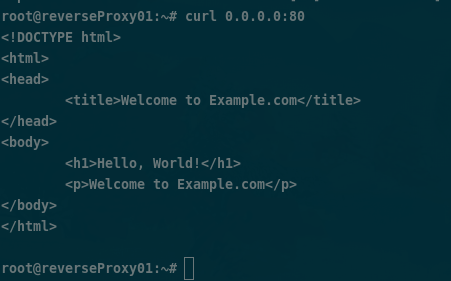 root@reverseProxy01:~# curl 0.0.0.0:80
<!DOCTYPE html>
<html>
<head>
        <title>Welcome to Example.com</title>
</head>
<body>
        <h1>Hello, World!</h1>
        <p>Welcome to Example.com</p>
</body>
</html>

root@reverseProxy01:~#